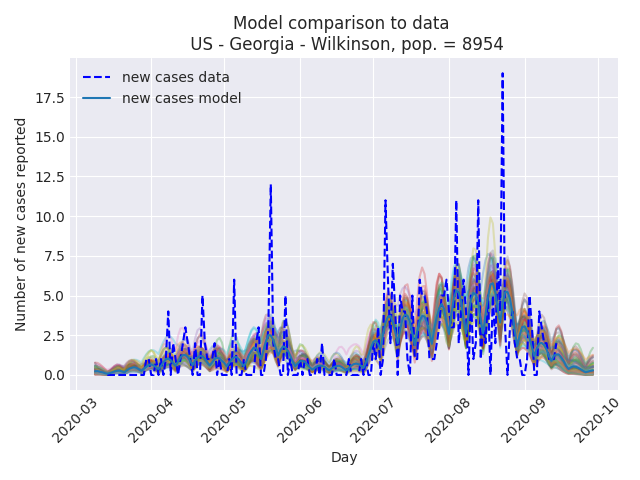 Model comparison to data
US - Georgia - Wilkinson, pop. = 8954
new cases data
new cases model
Number of new cases reported
17.5
15.0
12.5
10.0
7.5
5.0
2.5
0.0
2020-03
2020-04
2020-05
2020-06
2020-07
2020-08
2020-09
2020-10
Day